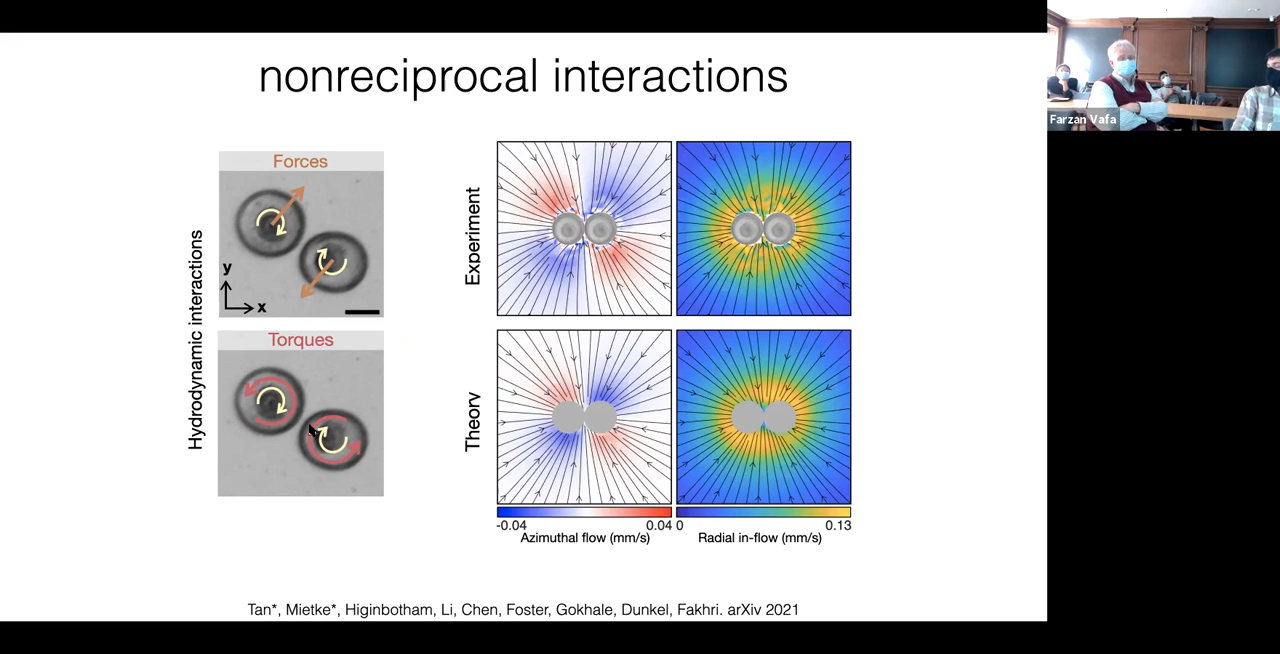 nonreciprocal interactions
Farzan Vafa
Hydrodynamic interactions
Forces
y
x
Torques
Experiment
Theory
-0.04
0.04
0
0.13
Azimuthal flow (mm/s)
Radial in-flow (mm/s)
Tan*, Mietke*, Higinbotham, Li, Chen, Foster, Gokhale, Dunkel, Fakhri. arXiv 2021